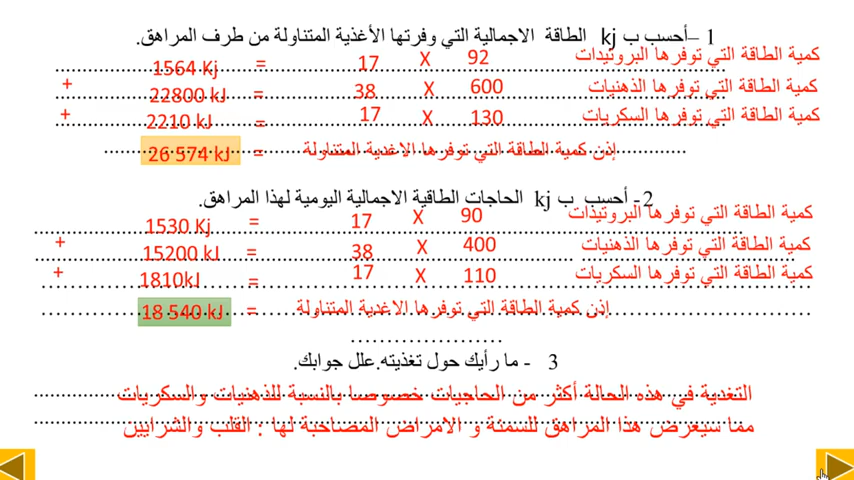 1 –أحسب ب kj الطاقة الاجمالية التي وفرتها الأغذية المتناولة من طرف المراهق.
كمية الطاقة التي توفرها البروتيدات 92 X 17 = 1564 Kj
كمية الطاقة التي توفرها الذهنيات 600 X 38 = 22800 kJ +
كمية الطاقة التي توفرها السكريات 130 X 17 = 2210 kJ +
إذن كمية الطاقة التي توفرها الاغدية المتناولة = 26 574 kJ
2- أحسب ب kj الحاجات الطاقية الاجمالية اليومية لهذا المراهق.
كمية الطاقة التي توفرها البروتيدات 90 X 17 = 1530 Kj
كمية الطاقة التي توفرها الذهنيات 400 X 38 = 15200 kJ +
كمية الطاقة التي توفرها السكريات 110 X 17 = 1810kJ +
إذن كمية الطاقة التي توفرها الاغدية المتناولة = 18 540 kJ
3 - ما رأيك حول تغذيته.علل جوابك.
التغدية في هذه الحالة أكثر من الحاجيات خصوصا بالنسبة للذهنيات والسكريات
مما سيعرض هذا المراهق للسمنة و الامراض المصاحبة لها : القلب والشرايين